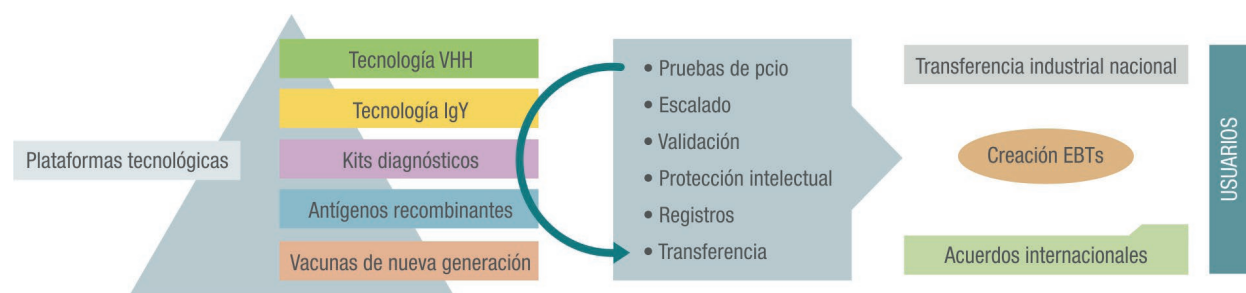 Plataformas tecnológicas
Tecnología VHH
Tecnología IgY
Kits diagnósticos
Antígenos recombinantes
Vacunas de nueva generación
• Pruebas de pcio
• Escalado
• Validación
• Protección intelectual
• Registros
• Transferencia
Transferencia industrial nacional
Creación EBTs
Acuerdos internacionales
USUARIOS